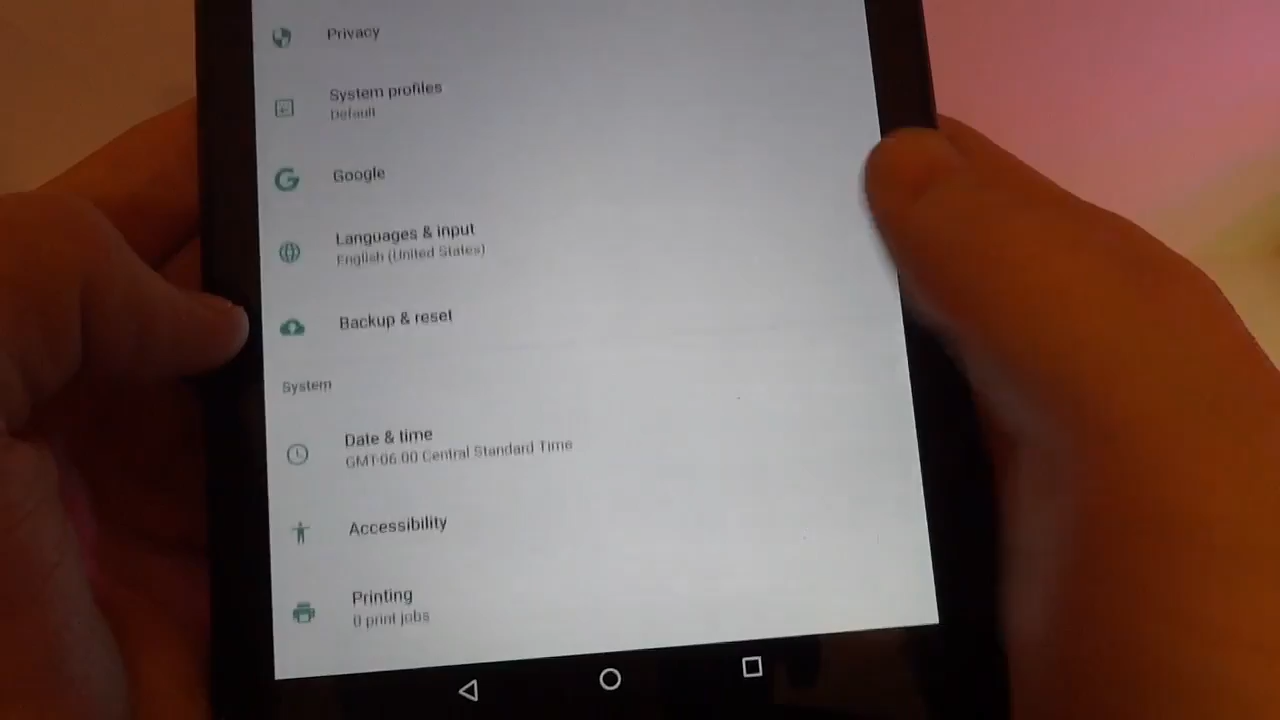 Privacy
System profiles
Default
Google
Languages & input
English (United States)
Backup & reset
System
Date & time
GMT-06:00 Central Standard Time
Accessibility
Printing
0 print jobs